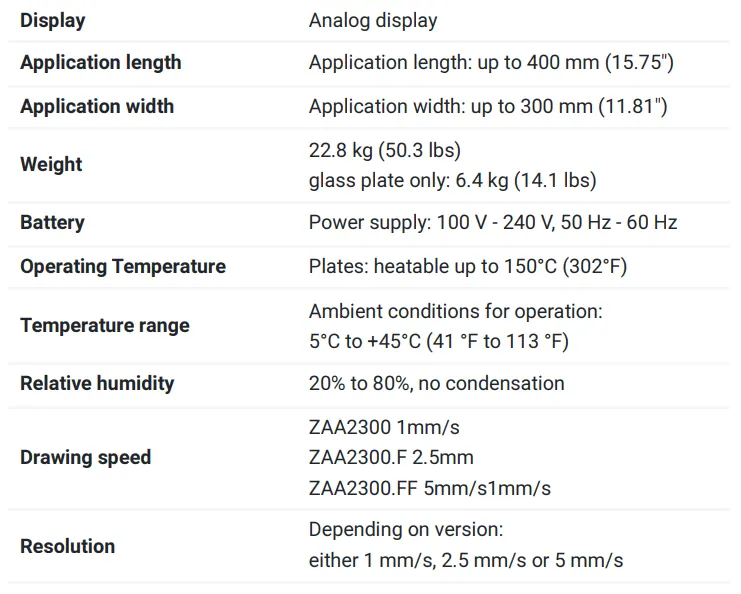 Display Analog display
Application length Application length: up to 400 mm (15.75")
Application width Application width: up to 300 mm (11.81")
Weight 22.8 kg (50.3 lbs)
glass plate only: 6.4 kg (14.1 lbs)
Battery Power supply: 100 V - 240 V, 50 Hz - 60 Hz
Operating Temperature Plates: heatable up to 150°C (302°F)
Temperature range Ambient conditions for operation:
5°C to +45°C (41 °F to 113 °F)
Relative humidity 20% to 80%, no condensation
Drawing speed ZAA2300 1mm/s
ZAA2300.F 2.5mm
ZAA2300.FF 5mm/s1mm/s
Resolution Depending on version:
either 1 mm/s, 2.5 mm/s or 5 mm/s